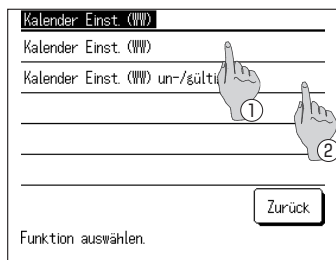 Kalender Einst. (WW)
Kalender Einst. (WW)
①
Kalender Einst. (WW) un-/gülti
②
Zurück
Funktion auswählen.